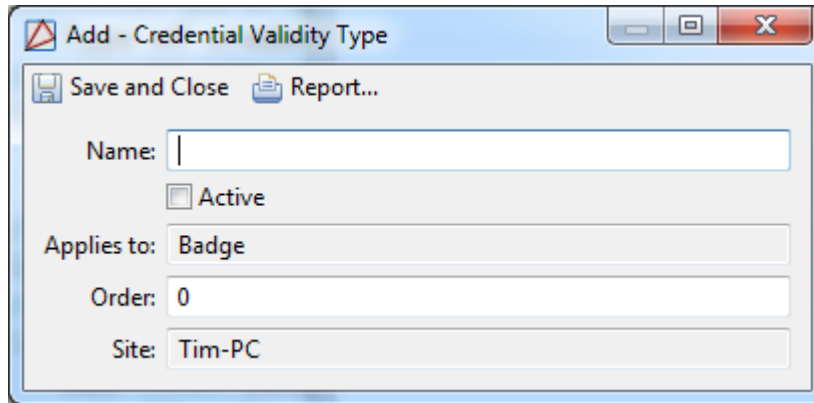 Add - Credential Validity Type
Save and Close Report...
Name:
Active
Applies to: Badge
Order: 0
Site: Tim-PC